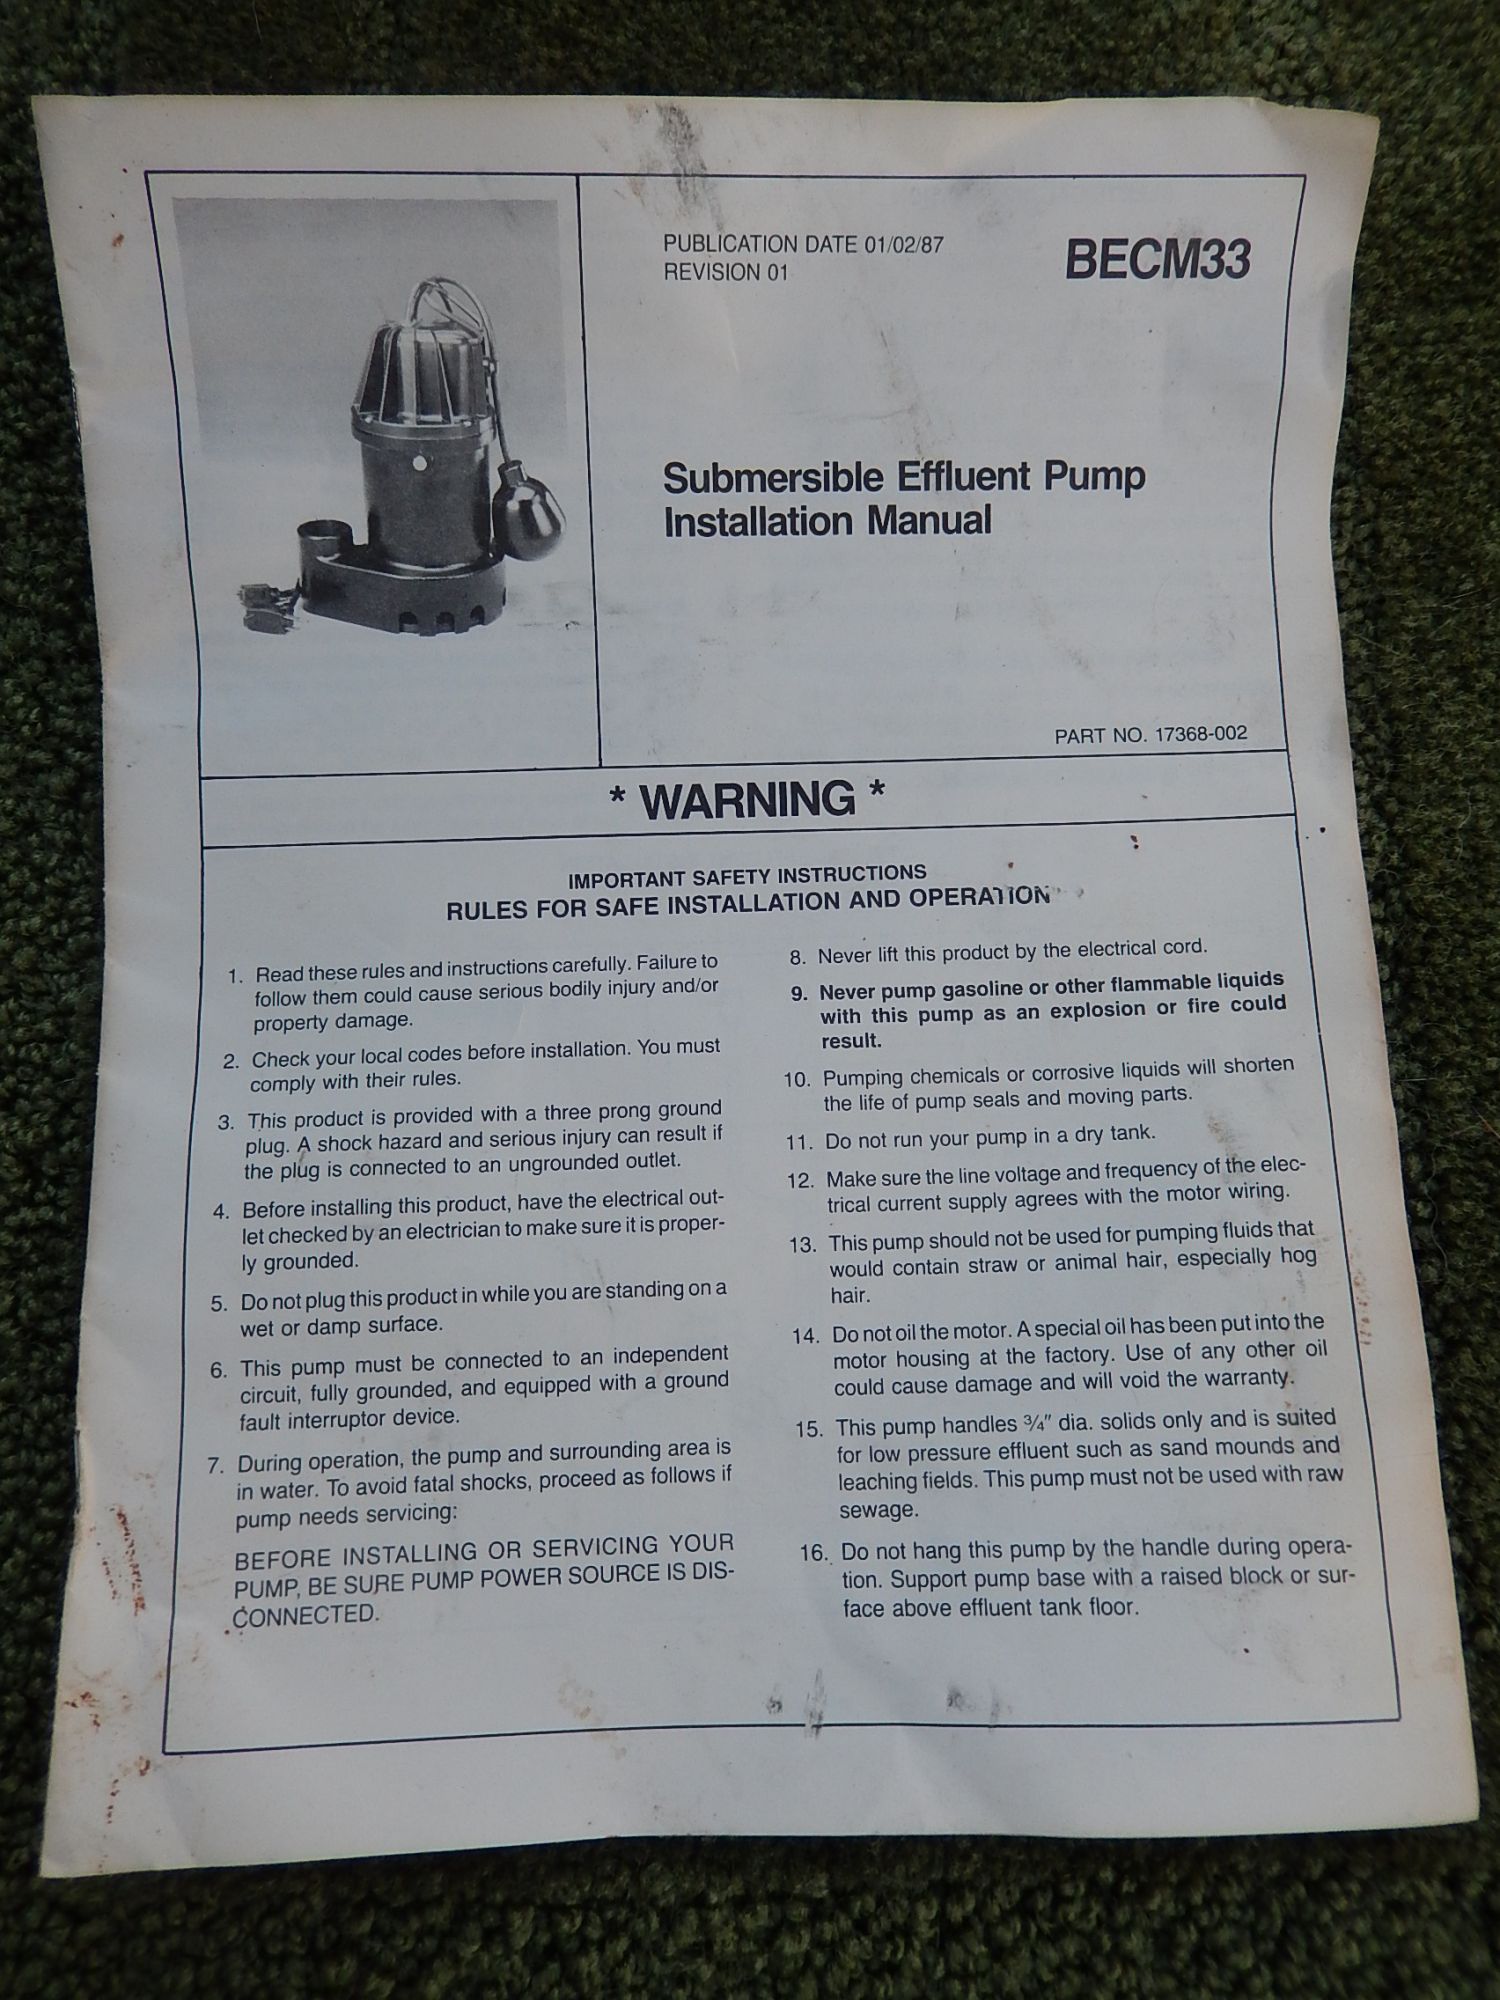 PUBLICATION DATE 01/02/87
REVISION 01
BECM33
Submersible Effluent Pump
Installation Manual
PART NO. 17368-002
* WARNING *
IMPORTANT SAFETY INSTRUCTIONS
RULES FOR SAFE INSTALLATION AND OPERATION
1. Read these rules and instructions carefully. Failure to
follow them could cause serious bodily injury and/or
property damage.
2. Check your local codes before installation. You must
comply with their rules.
3. This product is provided with a three prong ground
plug. A shock hazard and serious injury can result if
the plug is connected to an ungrounded outlet.
4. Before installing this product, have the electrical out-
let checked by an electrician to make sure it is proper-
ly grounded.
5. Do not plug this product in while you are standing on a
wet or damp surface.
6. This pump must be connected to an independent
circuit, fully grounded, and equipped with a ground
fault interruptor device.
7. During operation, the pump and surrounding area is
in water. To avoid fatal shocks, proceed as follows if
pump needs servicing:
BEFORE INSTALLING OR SERVICING YOUR
PUMP, BE SURE PUMP POWER SOURCE IS DIS-
CONNECTED.
8. Never lift this product by the electrical cord.
9. Never pump gasoline or other flammable liquids
with this pump as an explosion or fire could
result.
10. Pumping chemicals or corrosive liquids will shorten
the life of pump seals and moving parts.
11. Do not run your pump in a dry tank.
12. Make sure the line voltage and frequency of the elec-
trical current supply agrees with the motor wiring.
13. This pump should not be used for pumping fluids that
would contain straw or animal hair, especially hog
hair.
14. Do not oil the motor. A special oil has been put into the
motor housing at the factory. Use of any other oil
could cause damage and will void the warranty.
15. This pump handles ¾" dia. solids only and is suited
for low pressure effluent such as sand mounds and
leaching fields. This pump must not be used with raw
sewage.
16. Do not hang this pump by the handle during opera-
tion. Support pump base with a raised block or sur-
face above effluent tank floor.